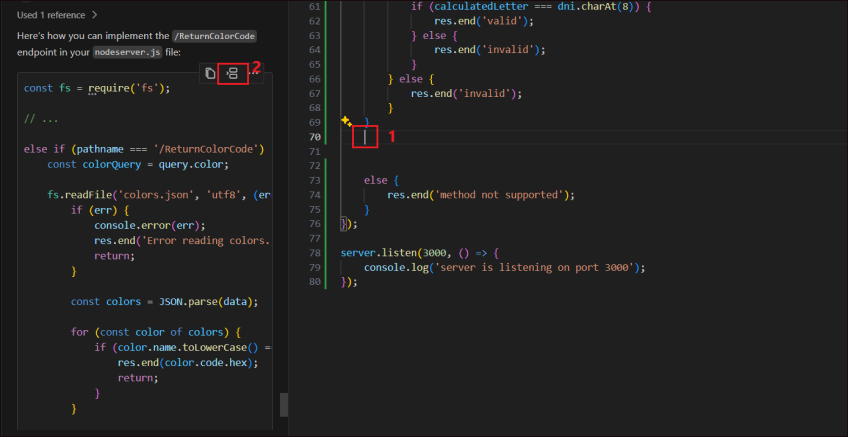 Used 1 reference
Here's how you can implement the /ReturnColorCode
endpoint in your nodeserver.js file:
2
const fs = require('fs');
// ...
else if (pathname === '/ReturnColorCode')
const colorQuery = query.color;
fs.readFile('colors.json', 'utf8', (er
if (err) {
console.error(err);
res.end('Error reading colors.
return;
}
const colors = JSON.parse(data);
for (const color of colors) {
if (color.name.toLowerCase() ==
res.end(color.code.hex);
return;
}
}
61 if (calculatedLetter === dni.charAt(8)) {
62 res.end('valid');
63 } else {
64 res.end('invalid');
65 }
66 } else {
67 res.end('invalid');
68 }
69 }
70 1
71
72
73 else {
74 res.end('method not supported');
75 }
76 });
77
78 server.listen(3000, () => {
79 console.log('server is listening on port 3000');
80 });